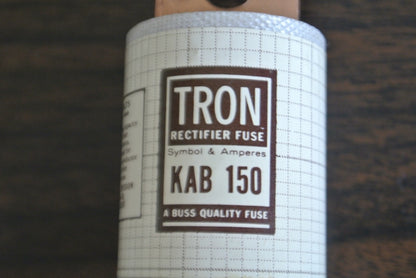 TRON
RECTIFIER FUSE
Symbol & Amperes
KAB 150
A BUSS QUALITY FUSE